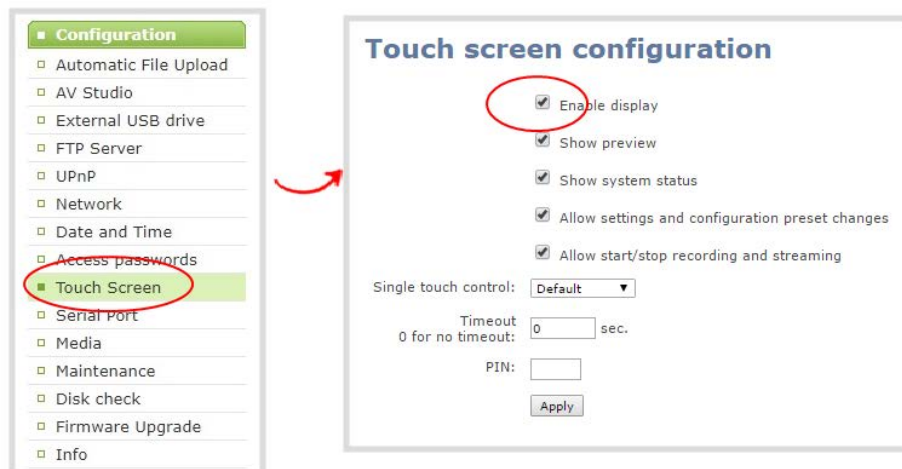 Configuration
Automatic File Upload
AV Studio
External USB drive
FTP Server
UPnP
Network
Date and Time
Access passwords
Touch Screen
Serial Port
Media
Maintenance
Disk check
Firmware Upgrade
Info
Touch screen configuration
Enable display
Show preview
Show system status
Allow settings and configuration preset changes
Allow start/stop recording and streaming
Single touch control: Default
Timeout
0 for no timeout: 0 sec.
PIN:
Apply